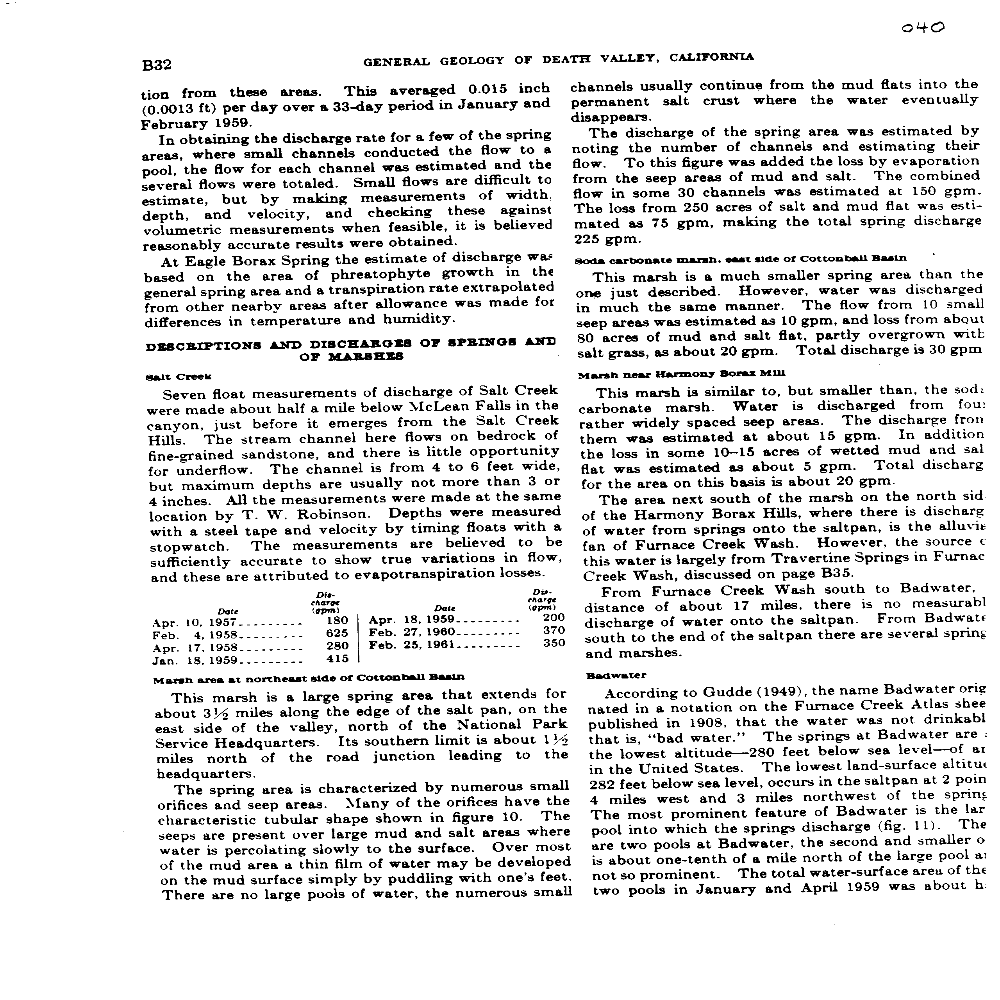 040
B32
GENERAL GEOLOGY OF DEATH VALLEY, CALIFORNIA
tion from these areas. This averaged 0.015 inch
(0.0013 ft) per day over a 33-day period in January and
February 1959.
In obtaining the discharge rate for a few of the spring
areas, where small channels conducted the flow to a
pool, the flow for each channel was estimated and the
several flows were totaled. Small flows are difficult to
estimate, but by making measurements of width,
depth, and velocity, and checking these against
volumetric measurements when feasible, it is believed
reasonably accurate results were obtained.
At Eagle Borax Spring the estimate of discharge was
based on the area of phreatophyte growth in the
general spring area and a transpiration rate extrapolated
from other nearby areas after allowance was made for
differences in temperature and humidity.
DESCRIPTIONS AND DISCHARGES OF SPRINGS AND
OF MARSHES
Salt Creek
Seven float measurements of discharge of Salt Creek
were made about half a mile below McLean Falls in the
canyon, just before it emerges from the Salt Creek
Hills. The stream channel here flows on bedrock of
fine-grained sandstone, and there is little opportunity
for underflow. The channel is from 4 to 6 feet wide,
but maximum depths are usually not more than 3 or
4 inches. All the measurements were made at the same
location by T. W. Robinson. Depths were measured
with a steel tape and velocity by timing floats with a
stopwatch. The measurements are believed to be
sufficiently accurate to show true variations in flow,
and these are attributed to evapotranspiration losses.
Date Dis-charge (gpm) Date Dis-charge (gpm)
Apr. 10, 1957--------- 180 Apr. 18, 1959--------- 200
Feb. 4, 1958--------- 625 Feb. 27, 1960--------- 370
Apr. 17, 1958--------- 280 Feb. 25, 1961--------- 350
Jan. 18, 1959--------- 415
Marsh area at northeast side of Cottonball Basin
This marsh is a large spring area that extends for
about 3½ miles along the edge of the salt pan, on the
east side of the valley, north of the National Park
Service Headquarters. Its southern limit is about 1½
miles north of the road junction leading to the
headquarters.
The spring area is characterized by numerous small
orifices and seep areas. Many of the orifices have the
characteristic tubular shape shown in figure 10. The
seeps are present over large mud and salt areas where
water is percolating slowly to the surface. Over most
of the mud area a thin film of water may be developed
on the mud surface simply by puddling with one's feet.
There are no large pools of water, the numerous small
channels usually continue from the mud flats into the
permanent salt crust where the water eventually
disappears.
The discharge of the spring area was estimated by
noting the number of channels and estimating their
flow. To this figure was added the loss by evaporation
from the seep areas of mud and salt. The combined
flow in some 30 channels was estimated at 150 gpm.
The loss from 250 acres of salt and mud flat was esti-
mated as 75 gpm, making the total spring discharge
225 gpm.
Soda carbonate marsh, east side of Cottonball Basin
This marsh is a much smaller spring area than the
one just described. However, water was discharged
in much the same manner. The flow from 10 small
seep areas was estimated as 10 gpm, and loss from about
80 acres of mud and salt flat, partly overgrown with
salt grass, as about 20 gpm. Total discharge is 30 gpm
Marsh near Harmony Borax Mill
This marsh is similar to, but smaller than, the soda
carbonate marsh. Water is discharged from four
rather widely spaced seep areas. The discharge from
them was estimated at about 15 gpm. In addition
the loss in some 10–15 acres of wetted mud and sal
flat was estimated as about 5 gpm. Total discharg
for the area on this basis is about 20 gpm.
The area next south of the marsh on the north sid
of the Harmony Borax Hills, where there is discharg
of water from springs onto the saltpan, is the alluvia
fan of Furnace Creek Wash. However, the source o
this water is largely from Travertine Springs in Furnac
Creek Wash, discussed on page B35.
From Furnace Creek Wash south to Badwater,
distance of about 17 miles, there is no measurabl
discharge of water onto the saltpan. From Badwate
south to the end of the saltpan there are several spring
and marshes.
Badwater
According to Gudde (1949), the name Badwater orig
nated in a notation on the Furnace Creek Atlas shee
published in 1908, that the water was not drinkabl
that is, "bad water." The springs at Badwater are
the lowest altitude—280 feet below sea level—of an
in the United States. The lowest land-surface altitu
282 feet below sea level, occurs in the saltpan at 2 poin
4 miles west and 3 miles northwest of the spring
The most prominent feature of Badwater is the lar
pool into which the springs discharge (fig. 11). The
are two pools at Badwater, the second and smaller o
is about one-tenth of a mile north of the large pool a
not so prominent. The total water-surface area of the
two pools in January and April 1959 was about h